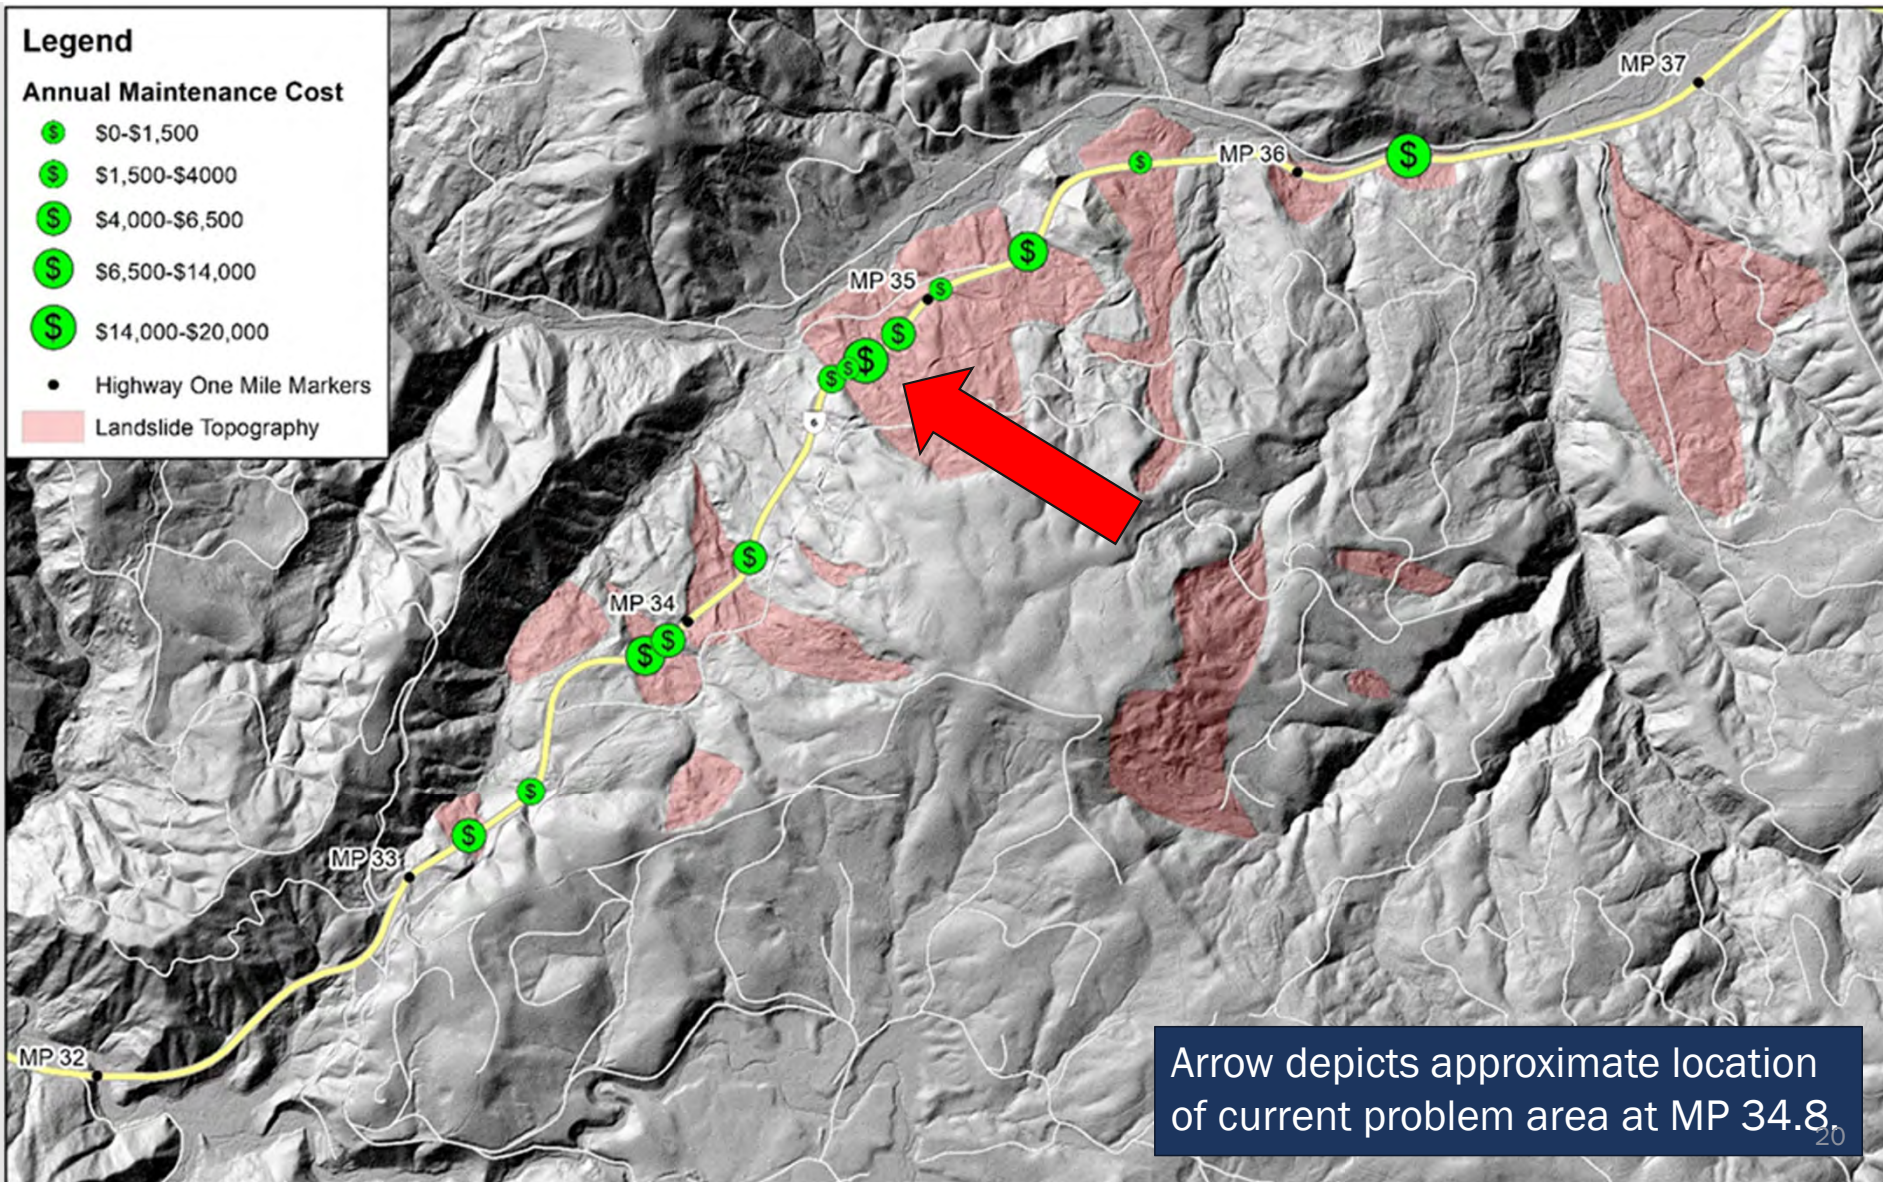 Legend
Annual Maintenance Cost
$ $0-$1,500
$ $1,500-$4000
$ $4,000-$6,500
$ $6,500-$14,000
$ $14,000-$20,000
Highway One Mile Markers
Landslide Topography
MP 37
MP 36
$
$
$
MP 35
$
$
$
$
$
6
$
MP 34
$
$
$
$
MP 33
MP 32
Arrow depicts approximate location
of current problem area at MP 34.8.
20